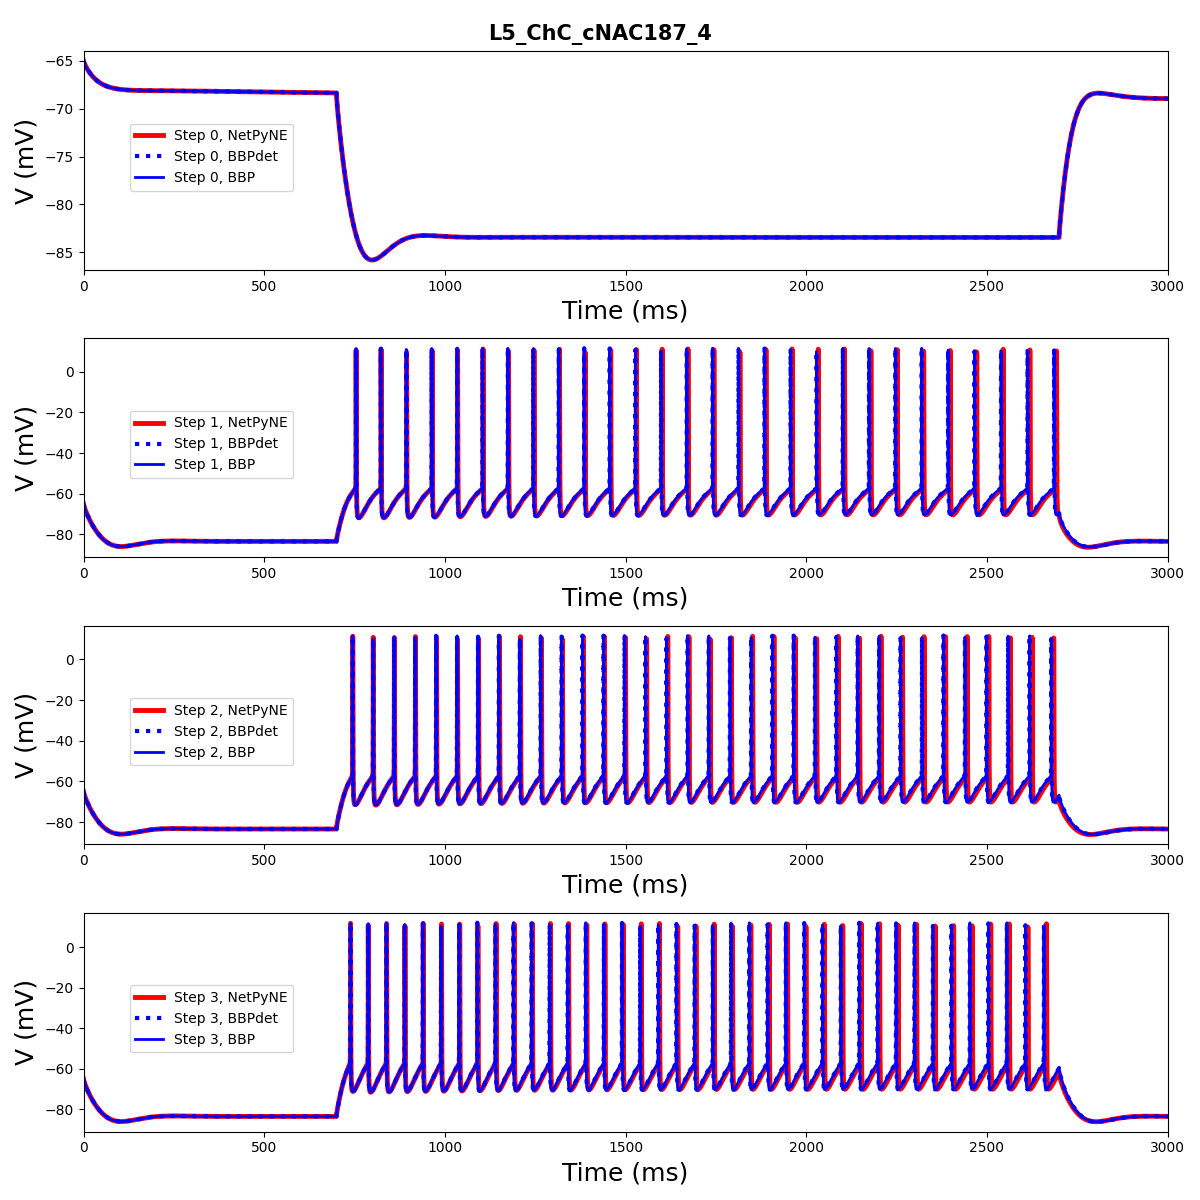 L5_ChC_cNAC187_4
−65
−70
−75
−80
−85
V (mV)
Step 0, NetPyNE
Step 0, BBPdet
Step 0, BBP
0 500 1000 1500 2000 2500 3000
Time (ms)
0
−20
−40
−60
−80
V (mV)
Step 1, NetPyNE
Step 1, BBPdet
Step 1, BBP
0 500 1000 1500 2000 2500 3000
Time (ms)
0
−20
−40
−60
−80
V (mV)
Step 2, NetPyNE
Step 2, BBPdet
Step 2, BBP
0 500 1000 1500 2000 2500 3000
Time (ms)
0
−20
−40
−60
−80
V (mV)
Step 3, NetPyNE
Step 3, BBPdet
Step 3, BBP
0 500 1000 1500 2000 2500 3000
Time (ms)